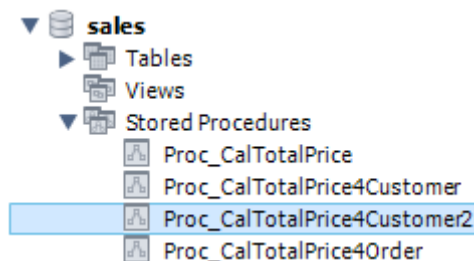 sales
Tables
Views
Stored Procedures
Proc_CalTotalPrice
Proc_CalTotalPrice4Customer
Proc_CalTotalPrice4Customer2
Proc_CalTotalPrice4Order